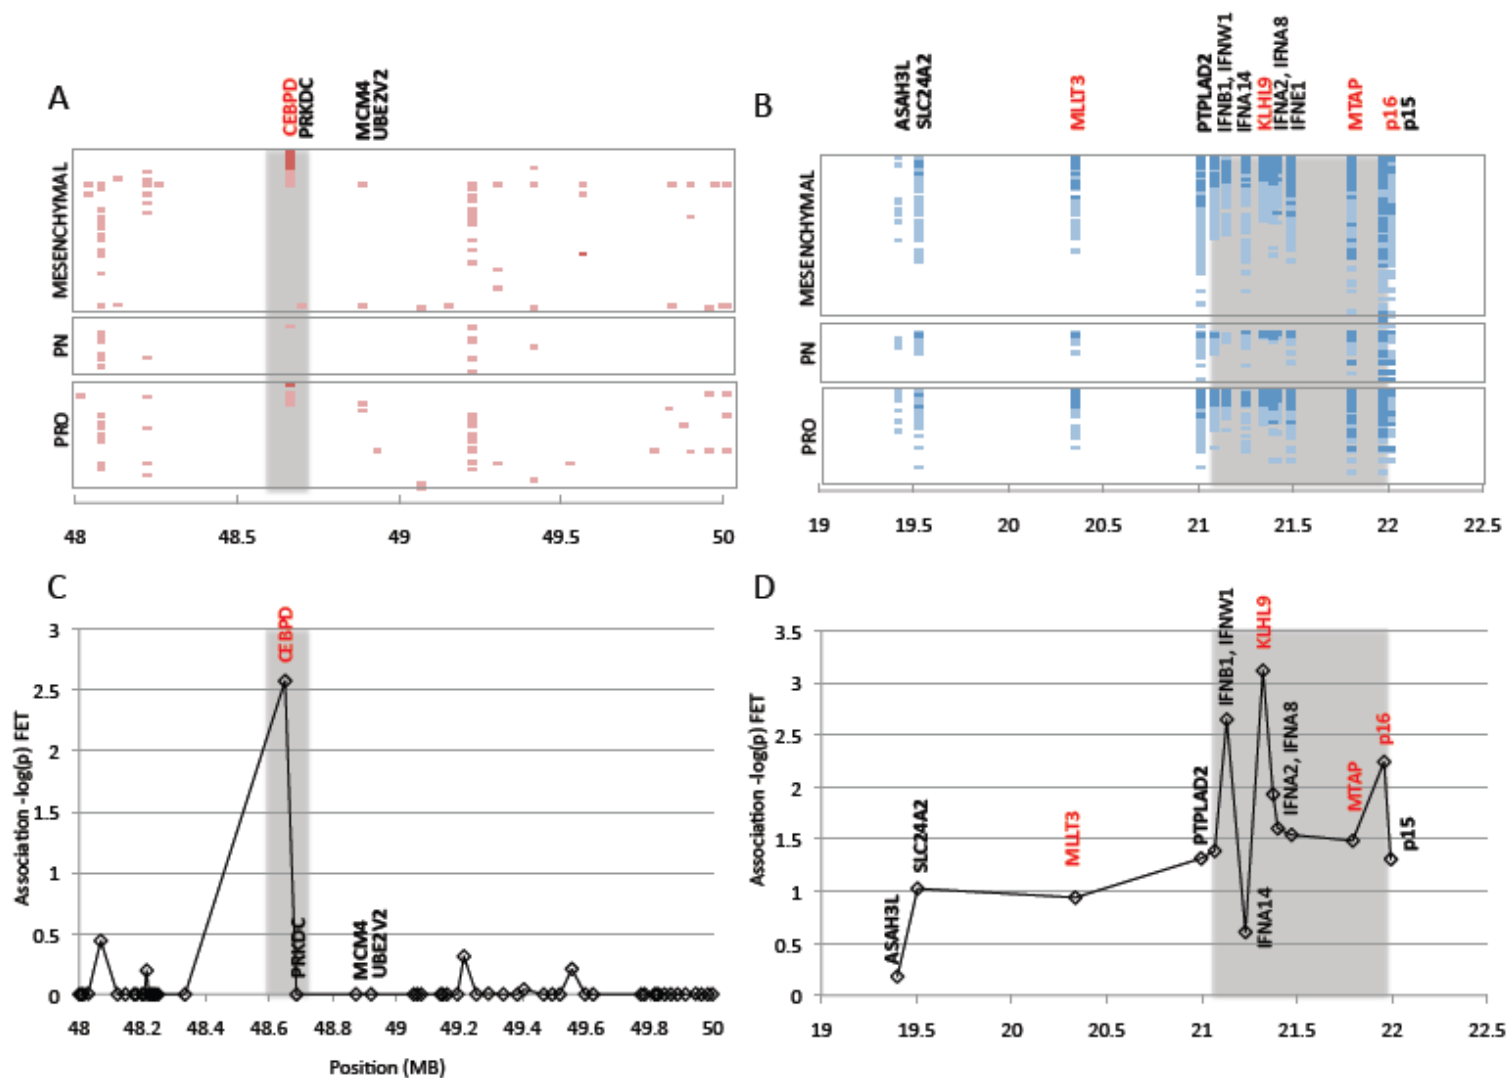 A
CEBPD
PRKDC
MCM4
UBE2V2
MESENCHYMAL
PN
PRO
48
48.5
49
49.5
50
B
ASAH3L
SLC24A2
MLLT3
PTPLAD2
IFNB1, IFNW1
IFNA14
KLHL9
IFNA2, IFNA8
IFNE1
MTAP
p16
p15
MESENCHYMAL
PN
PRO
19
19.5
20
20.5
21
21.5
22
22.5
C
Association -log(p) FET
3
2.5
2
1.5
1
0.5
0
CEBPD
PRKDC
MCM4
UBE2V2
48
48.2
48.4
48.6
48.8
49
49.2
49.4
49.6
49.8
50
Position (MB)
D
Association -log(p) FET
3.5
3
2.5
2
1.5
1
0.5
0
ASAH3L
SLC24A2
MLLT3
PTPLAD2
IFNB1, IFNW1
IFNA14
KLHL9
IFNA2, IFNA8
MTAP
p16
p15
19
19.5
20
20.5
21
21.5
22
22.5